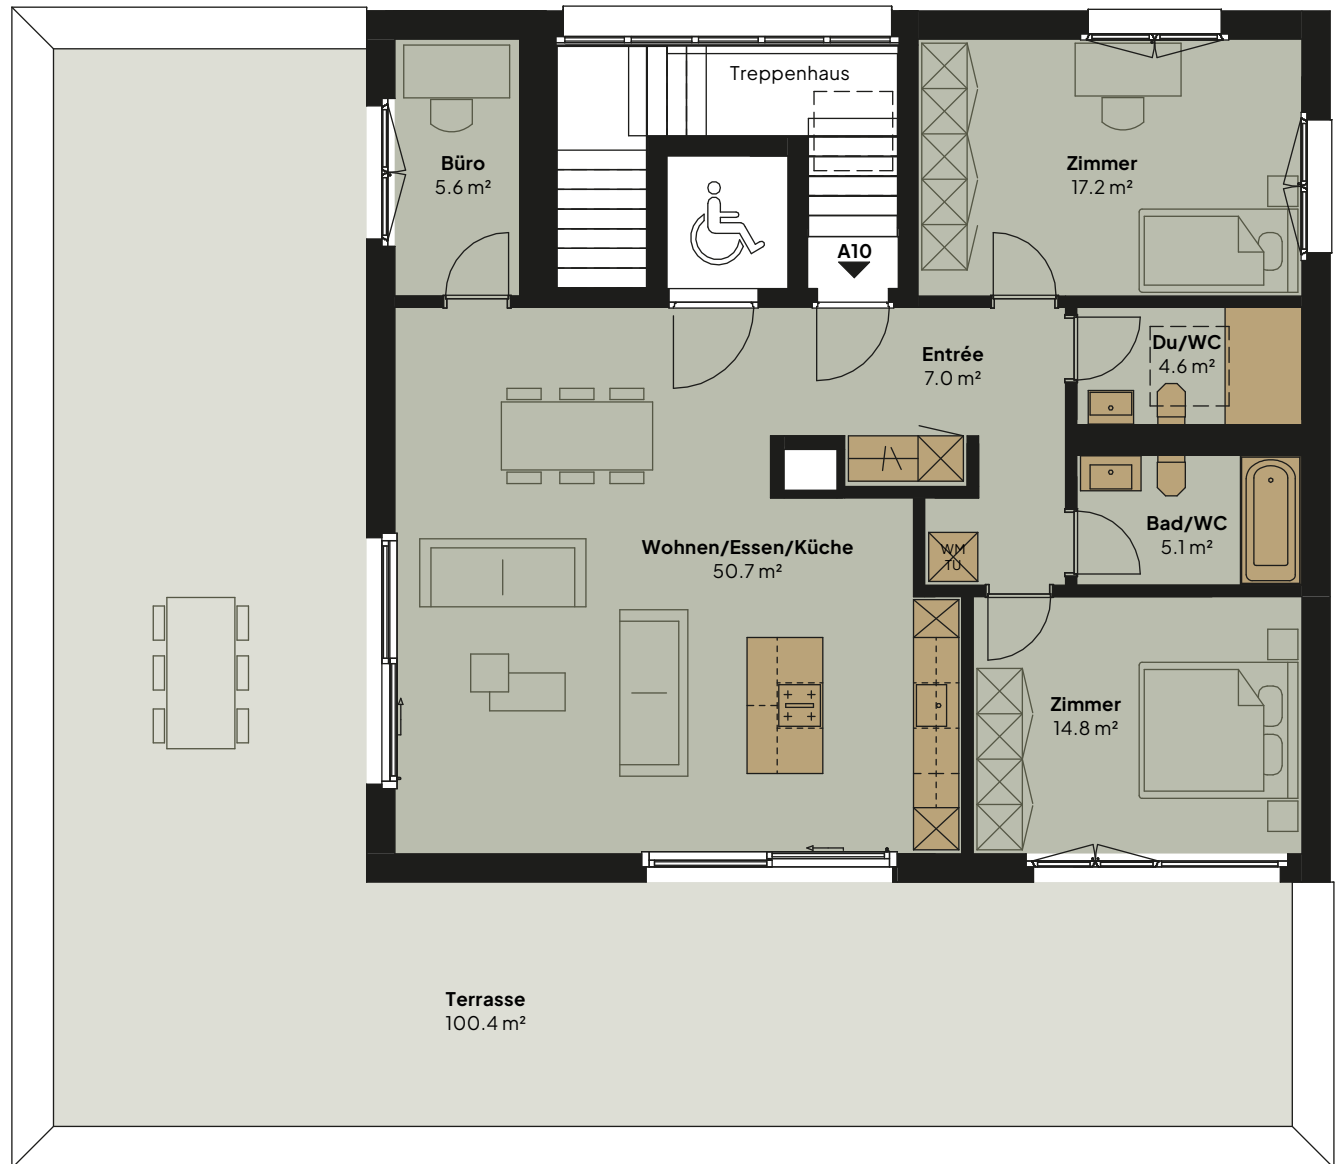 Treppenhaus
Büro
5.6 m²
Zimmer
17.2 m²
A10
Entrée
7.0 m²
Du/WC
4.6 m²
Wohnen/Essen/Küche
50.7 m²
WM
TU
Bad/WC
5.1 m²
Zimmer
14.8 m²
Terrasse
100.4 m²